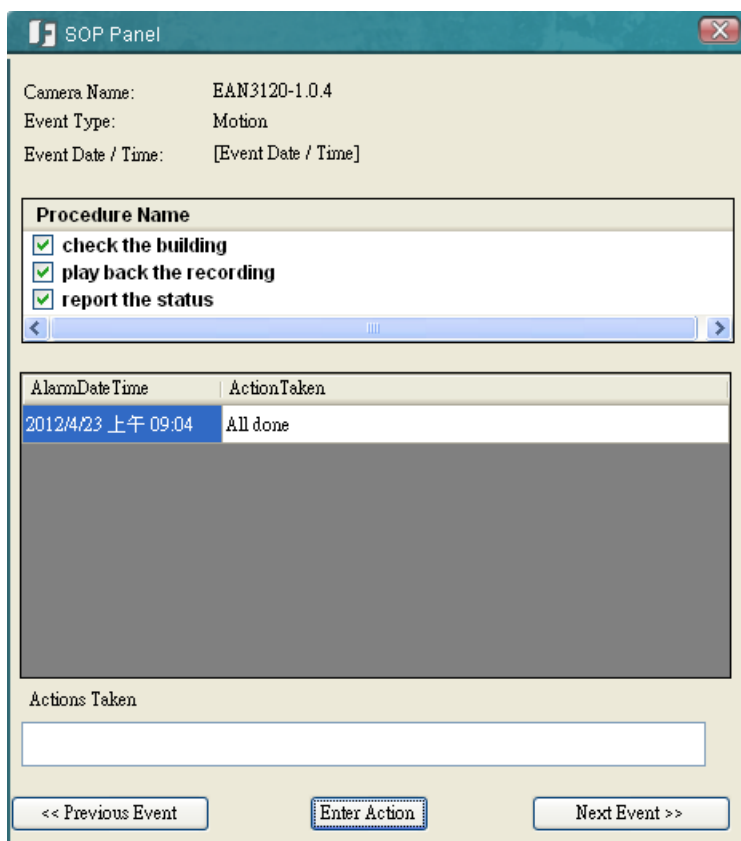 SOP Panel
Camera Name: EAN3120-1.0.4
Event Type: Motion
Event Date / Time: [Event Date / Time]
Procedure Name
check the building
play back the recording
report the status
AlarmDateTime ActionTaken
2012/4/23 上午 09:04 All done
Actions Taken
<< Previous Event Enter Action Next Event >>